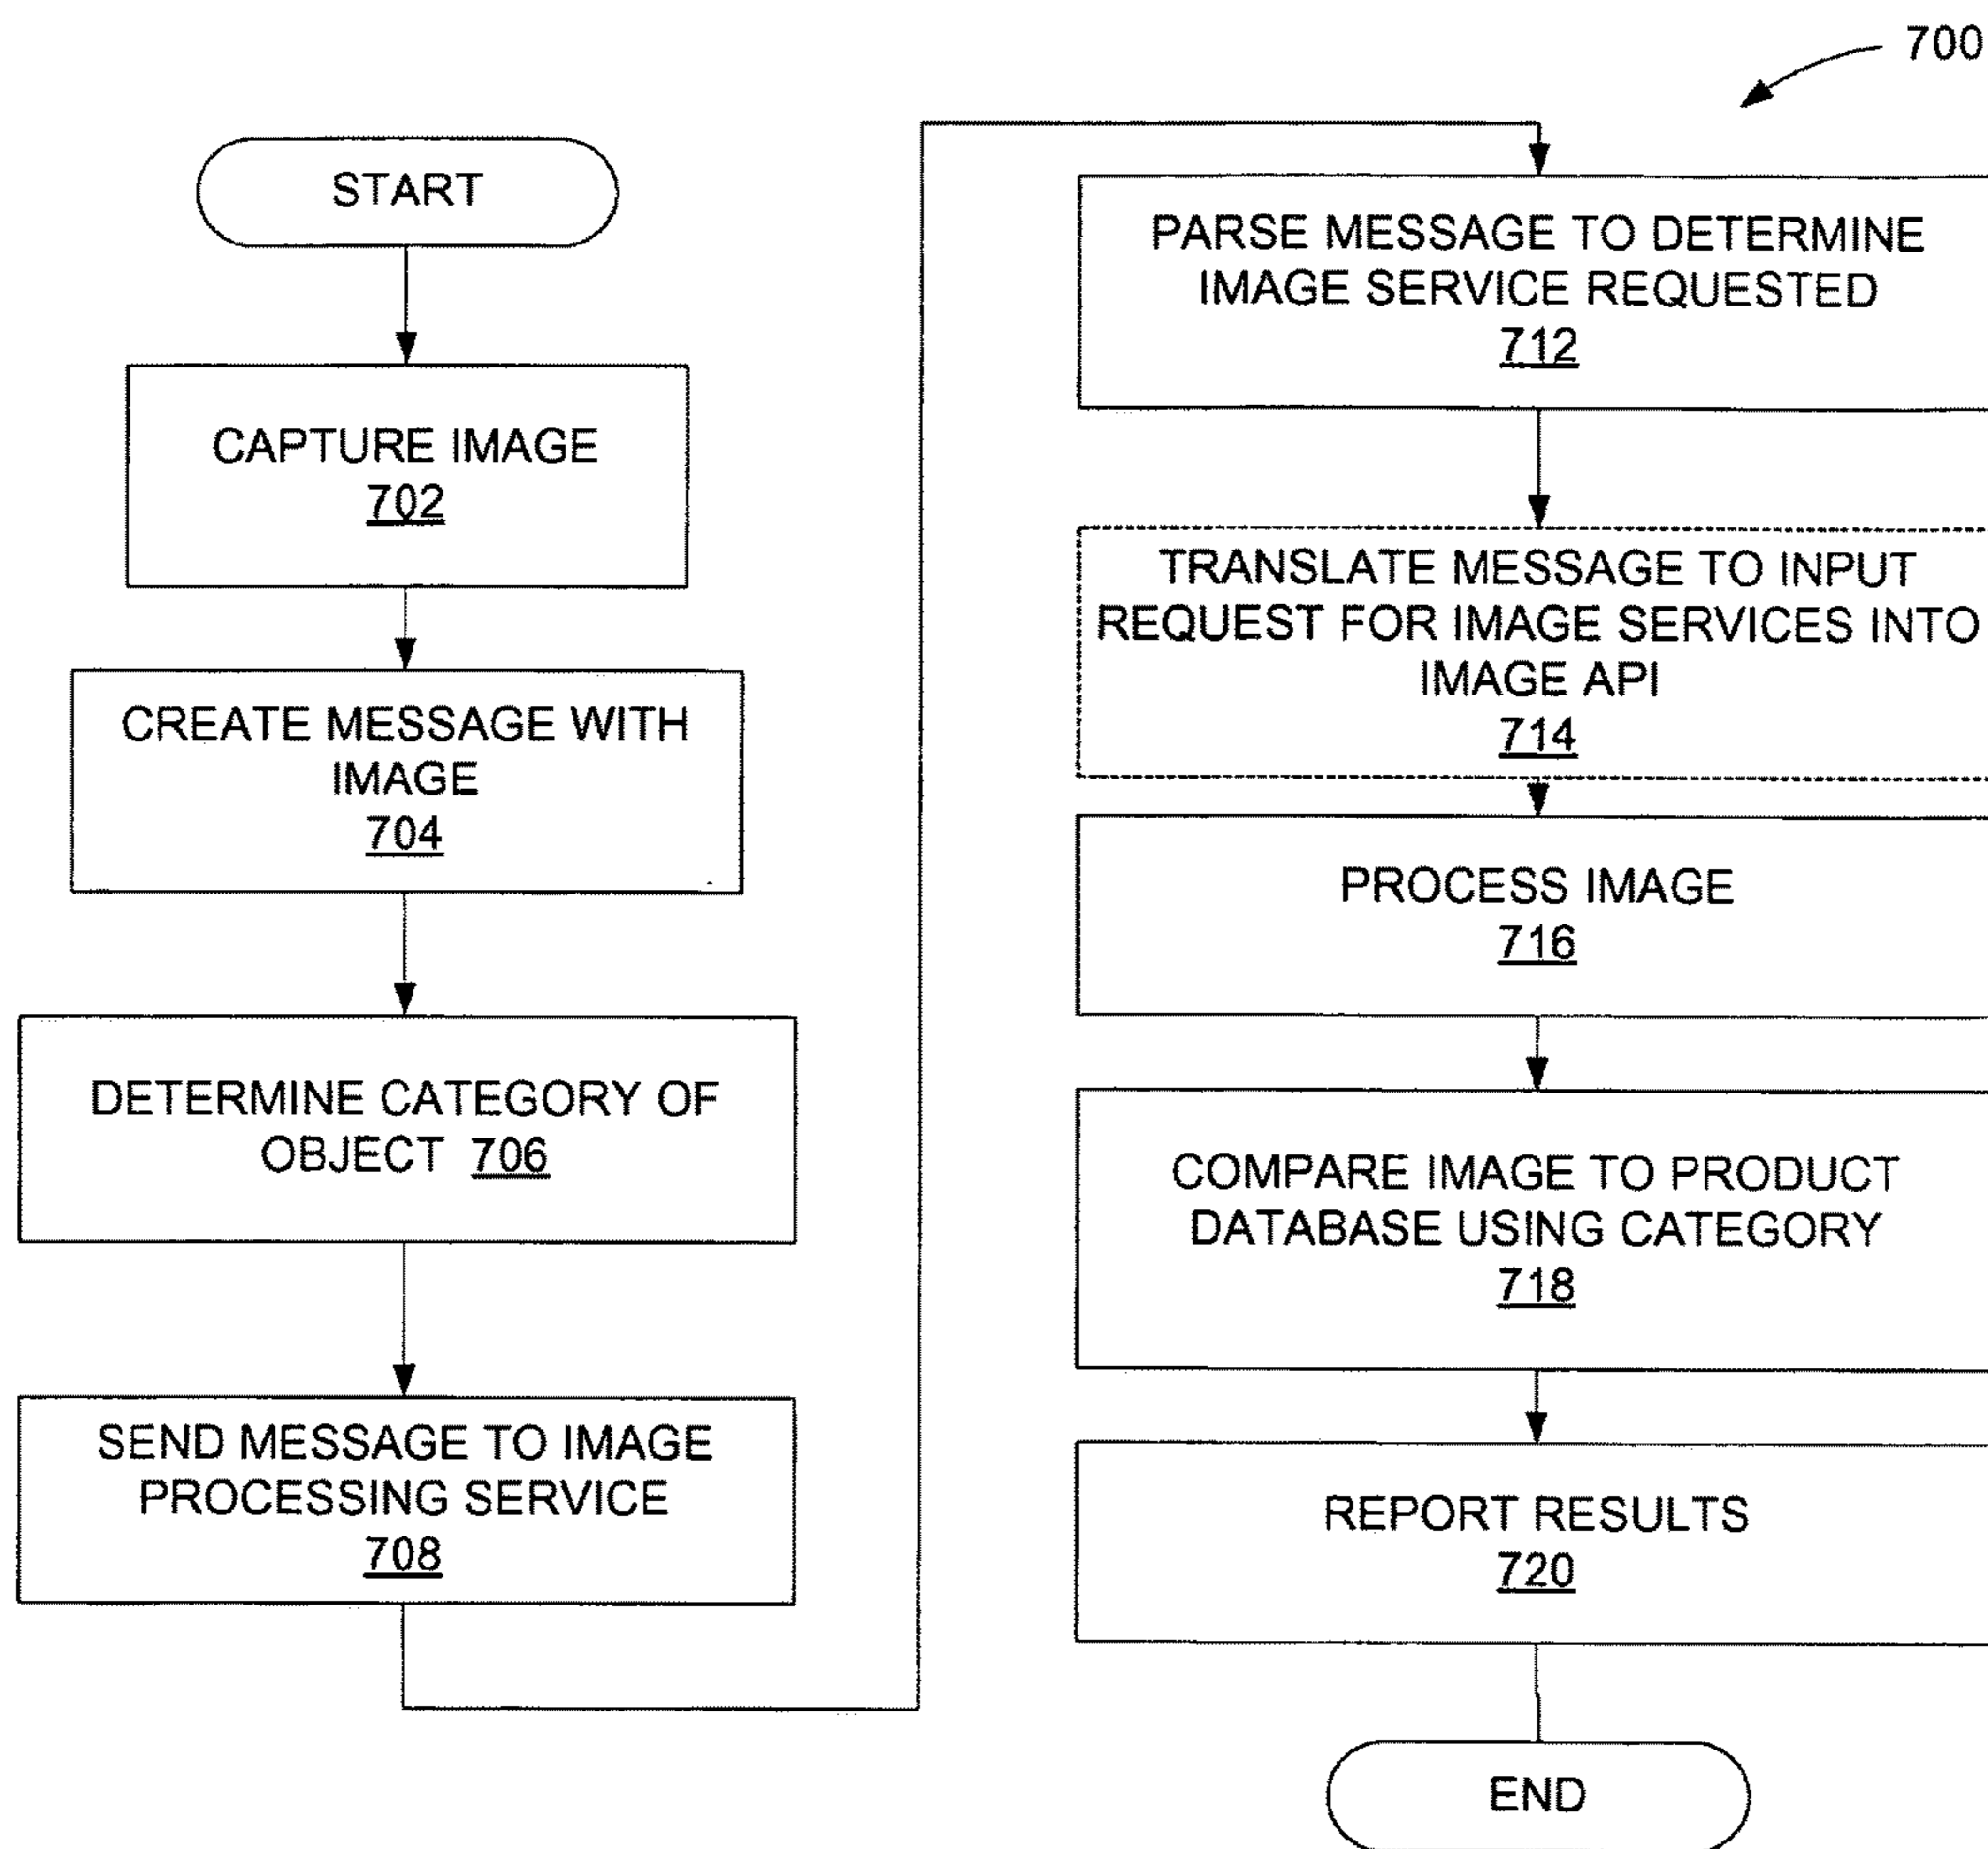 700
START
CAPTURE IMAGE
702
CREATE MESSAGE WITH
IMAGE
704
DETERMINE CATEGORY OF
OBJECT 706
SEND MESSAGE TO IMAGE
PROCESSING SERVICE
708
PARSE MESSAGE TO DETERMINE
IMAGE SERVICE REQUESTED
712
TRANSLATE MESSAGE TO INPUT
REQUEST FOR IMAGE SERVICES INTO
IMAGE API
714
PROCESS IMAGE
716
COMPARE IMAGE TO PRODUCT
DATABASE USING CATEGORY
718
REPORT RESULTS
720
END